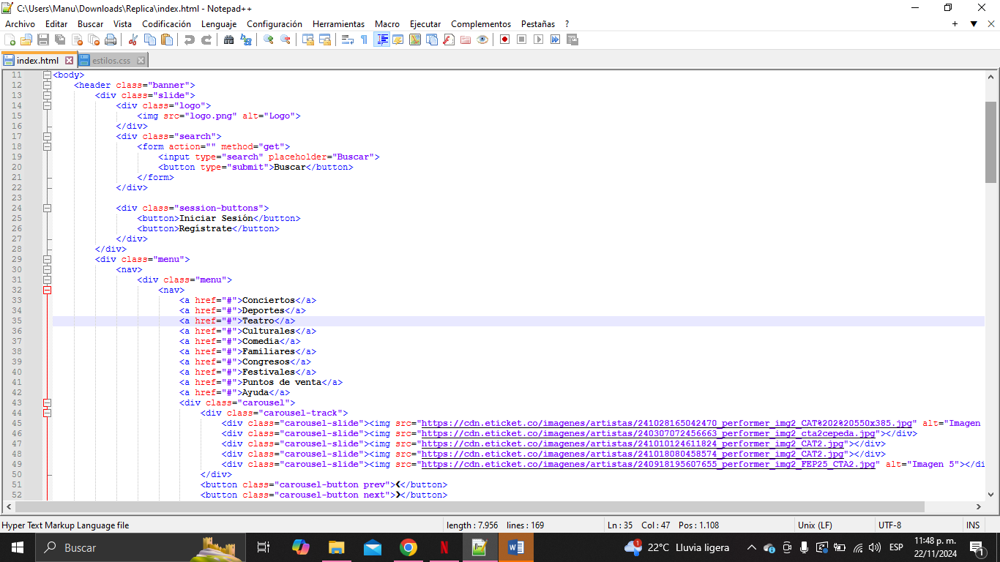 C:\Users\Manu\Downloads\Replica\index.html - Notepad++
Archivo Editar Buscar Vista Codificación Lenguaje Configuración Herramientas Macro Ejecutar Complementos Pestañas ?
index.html estilos.css
11 <body>
12 <header class="banner">
13 <div class="slide">
14 <div class="logo">
15 <img src="logo.png" alt="Logo">
16 </div>
17 <div class="search">
18 <form action="" method="get">
19 <input type="search" placeholder="Buscar">
20 <button type="submit">Buscar</button>
21 </form>
22 </div>
23
24 <div class="session-buttons">
25 <button>Iniciar Sesión</button>
26 <button>Regístrate</button>
27 </div>
28 </div>
29 <div class="menu">
30 <nav>
31 <div class="menu">
32 <nav>
33 <a href="#">Conciertos</a>
34 <a href="#">Deportes</a>
35 <a href="#">Teatro</a>
36 <a href="#">Culturales</a>
37 <a href="#">Comedia</a>
38 <a href="#">Familiares</a>
39 <a href="#">Congresos</a>
40 <a href="#">Festivales</a>
41 <a href="#">Puntos de venta</a>
42 <a href="#">Ayuda</a>
43 <div class="carousel">
44 <div class="carousel-track">
45 <div class="carousel-slide"><img src="https://cdn.eticket.co/imagenes/artistas/241028165042470_performer_img2_CAT%202%20550x385.jpg" alt="Imagen
46 <div class="carousel-slide"><img src="https://cdn.eticket.co/imagenes/artistas/240307072456663_performer_img2_cta2cepeda.jpg"></div>
47 <div class="carousel-slide"><img src="https://cdn.eticket.co/imagenes/artistas/241010124611824_performer_img2_CAT2.jpg"></div>
48 <div class="carousel-slide"><img src="https://cdn.eticket.co/imagenes/artistas/241018080458574_performer_img2_CAT2.jpg"></div>
49 <div class="carousel-slide"><img src="https://cdn.eticket.co/imagenes/artistas/240918195607655_performer_img2_FEP25_CTA2.jpg" alt="Imagen 5"></di
50 </div>
51 <button class="carousel-button prev">❮</button>
52 <button class="carousel-button next">❯</button>
Hyper Text Markup Language file length : 7.956 lines : 169 Ln : 35 Col : 47 Pos : 1.108 Unix (LF) UTF-8 INS
Buscar 22°C Lluvia ligera ESP 11:48 p. m.
22/11/2024